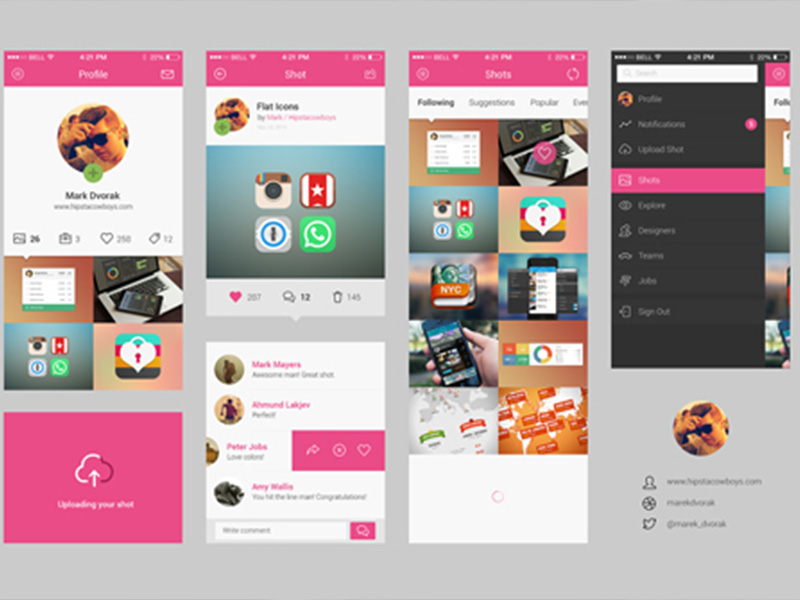 BELL
4:21 PM
22%
Profile
Mark Dvorak
www.hipstacowboys.com
26
3
250
12
Uploading your shot
BELL
4:21 PM
22%
Shot
Flat Icons
by Mark / Hipstacowboys
287
12
145
Mark Mayers
Awesome man! Great shot.
Ahmund Lakjev
Perfect!
Peter Jobs
Love colors!
Amy Wallis
You hit the line man! Congratulations!
Write comment
BELL
4:21 PM
22%
Shots
Following
Suggestions
Popular
NYC
BELL
4:21 PM
22%
Search
Profile
Notifications
5
Upload Shot
Shots
Explore
Designers
Teams
Jobs
Sign Out
www.hipstacowboys.com
marekdvorak
@marek_dvorak